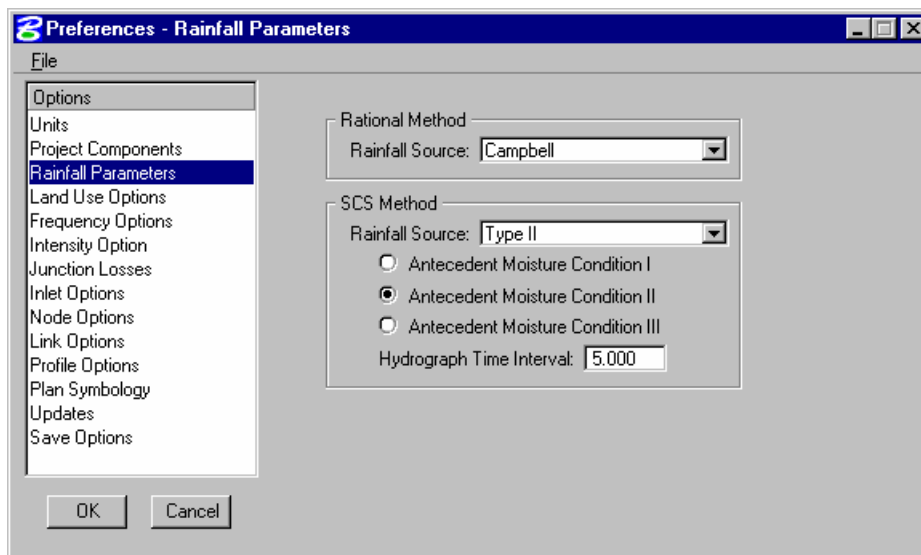 Preferences - Rainfall Parameters
File
Options
Units
Project Components
Rainfall Parameters
Land Use Options
Frequency Options
Intensity Option
Junction Losses
Inlet Options
Node Options
Link Options
Profile Options
Plan Symbology
Updates
Save Options
OK
Cancel
Rational Method
Rainfall Source: Campbell
SCS Method
Rainfall Source: Type II
Antecedent Moisture Condition I
Antecedent Moisture Condition II
Antecedent Moisture Condition III
Hydrograph Time Interval: 5.000